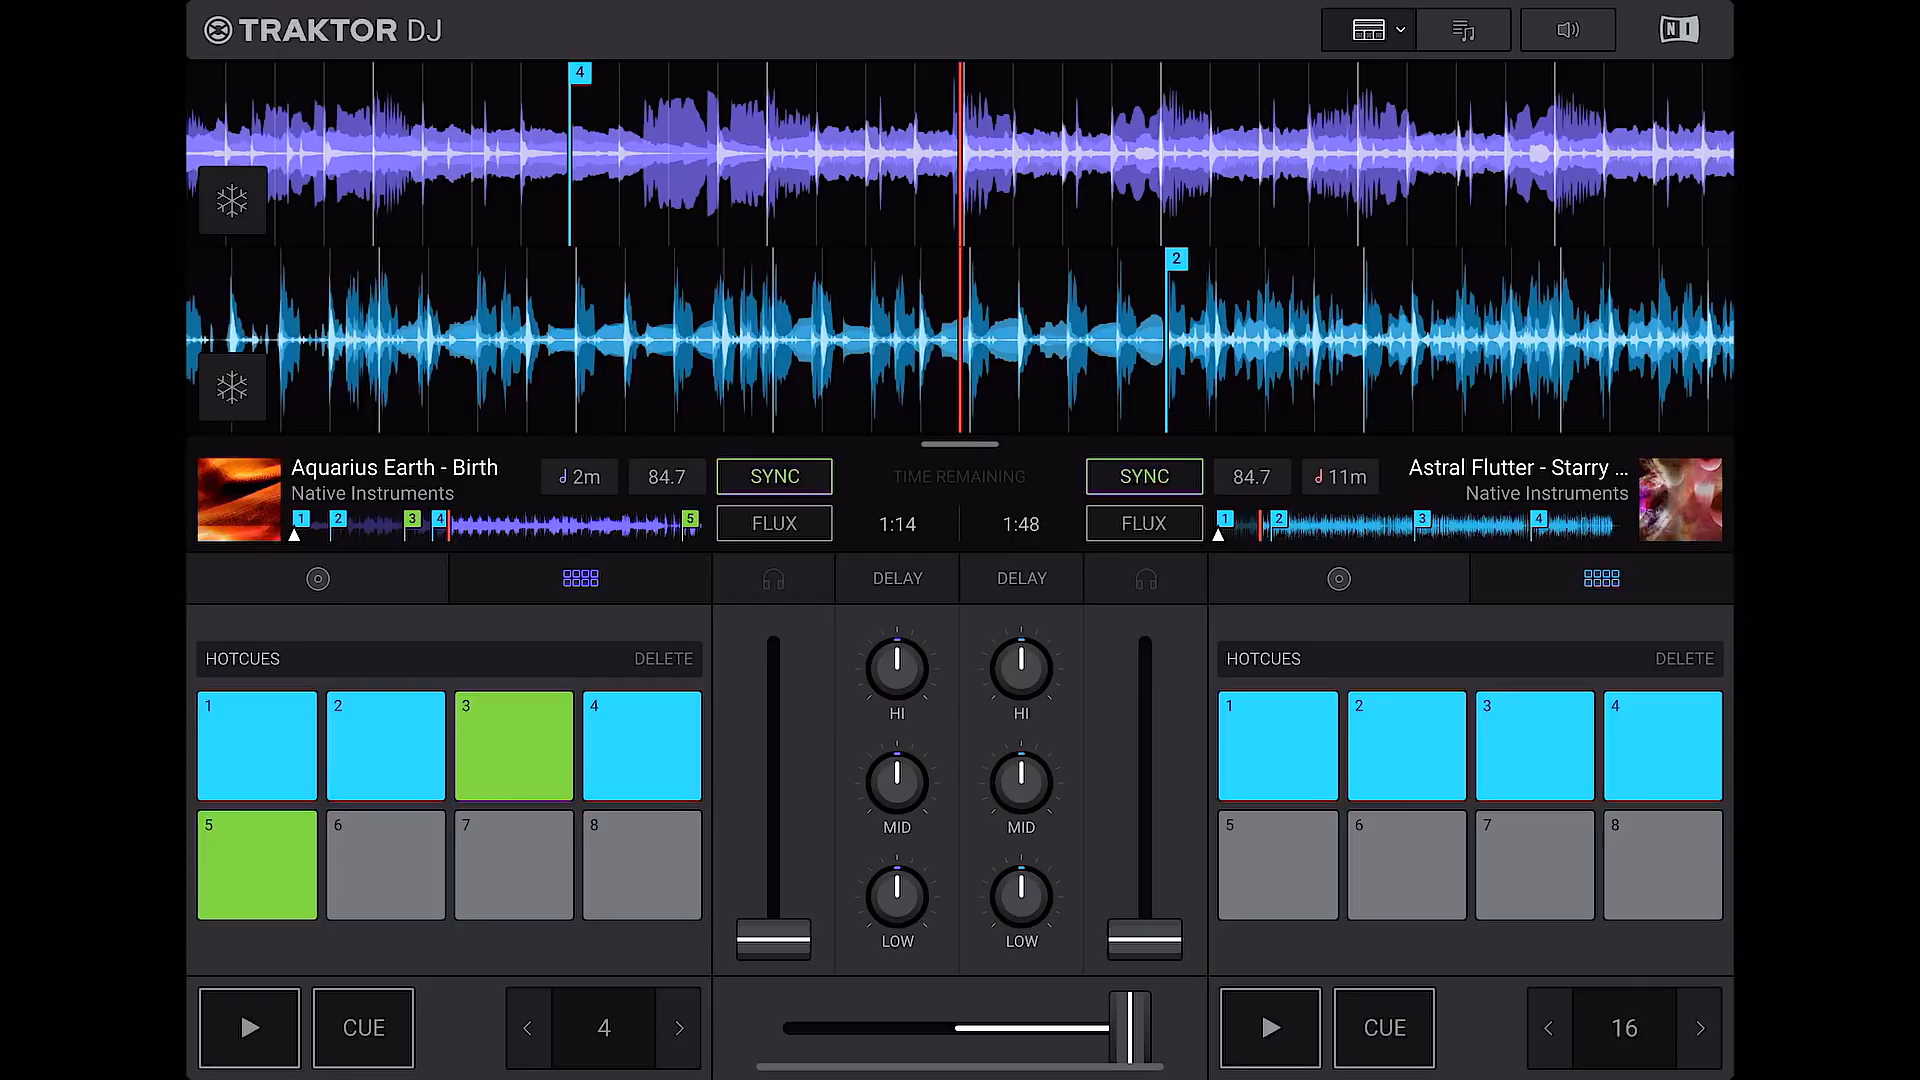 TRAKTOR DJ
NI
4
2
Aquarius Earth - Birth
Native Instruments
2m
84.7
SYNC
FLUX
1 2 3 4 5
TIME REMAINING
1:14
1:48
SYNC
FLUX
84.7
11m
Astral Flutter - Starry ...
Native Instruments
1 2 3 4
DELAY
DELAY
HOTCUES
DELETE
1 2 3 4
5 6 7 8
HI
HI
MID
MID
LOW
LOW
HOTCUES
DELETE
1 2 3 4
5 6 7 8
CUE
4
CUE
16